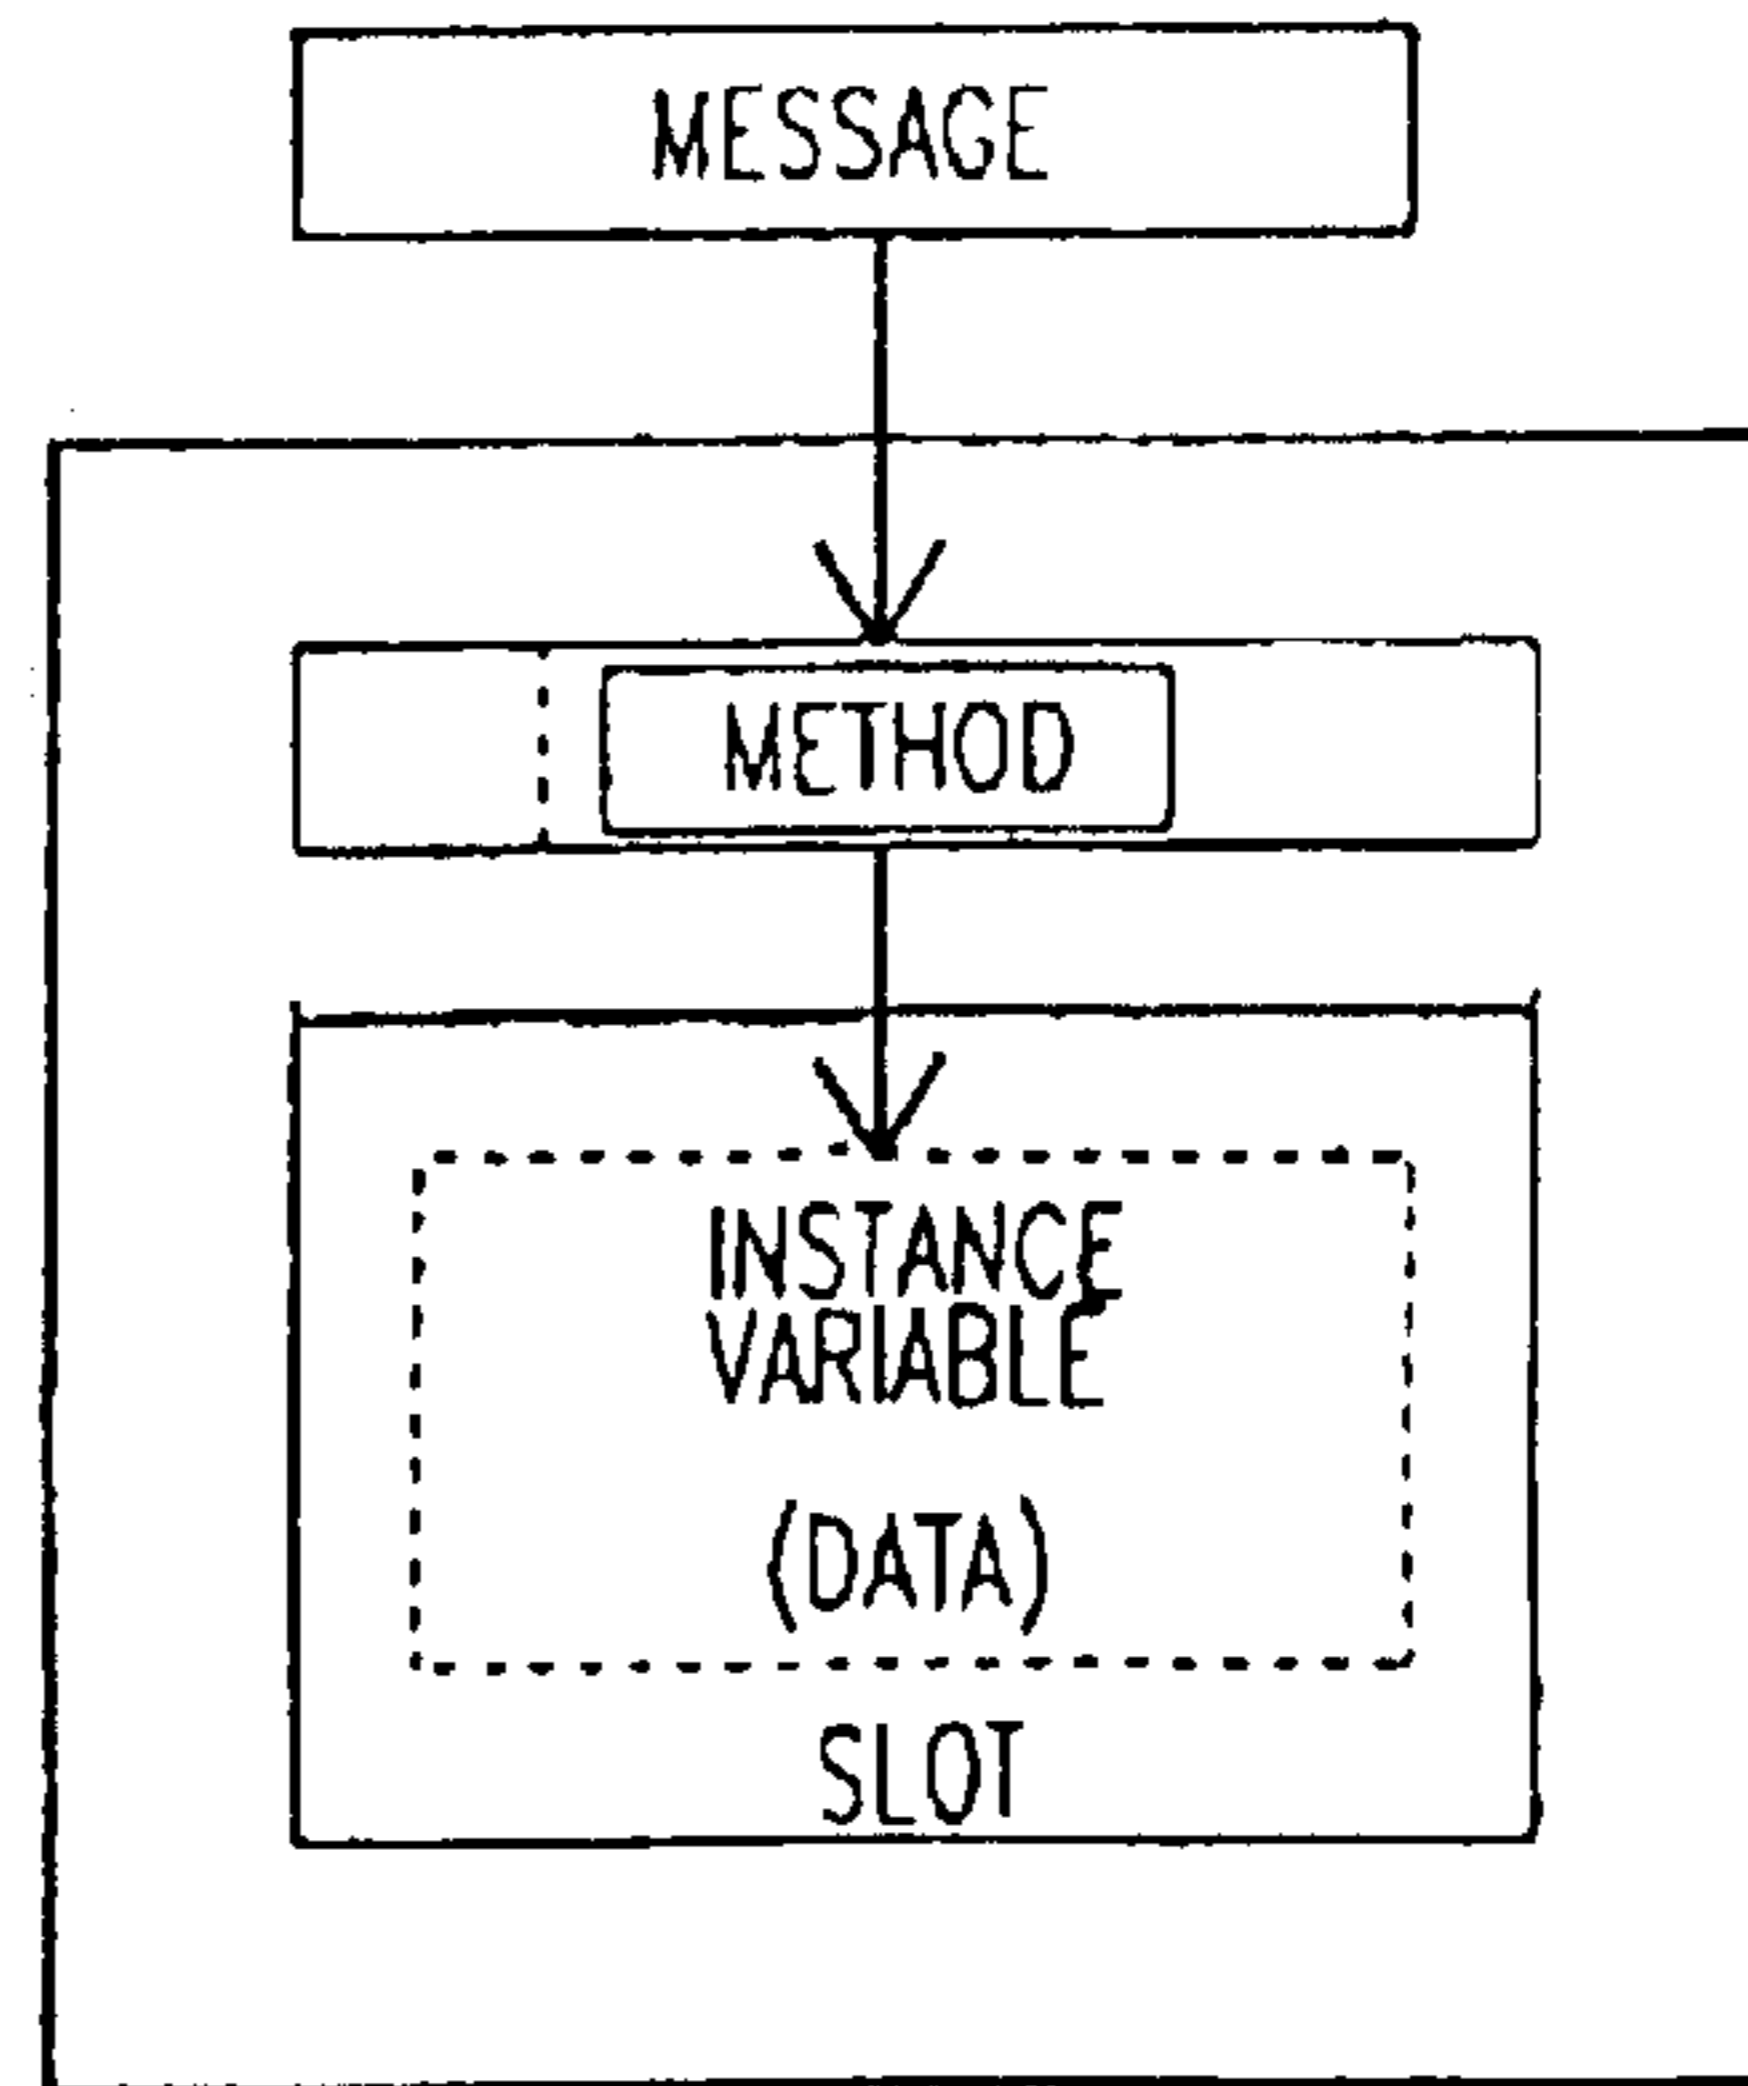 MESSAGE
METHOD
INSTANCE
VARIABLE
(DATA)
SLOT